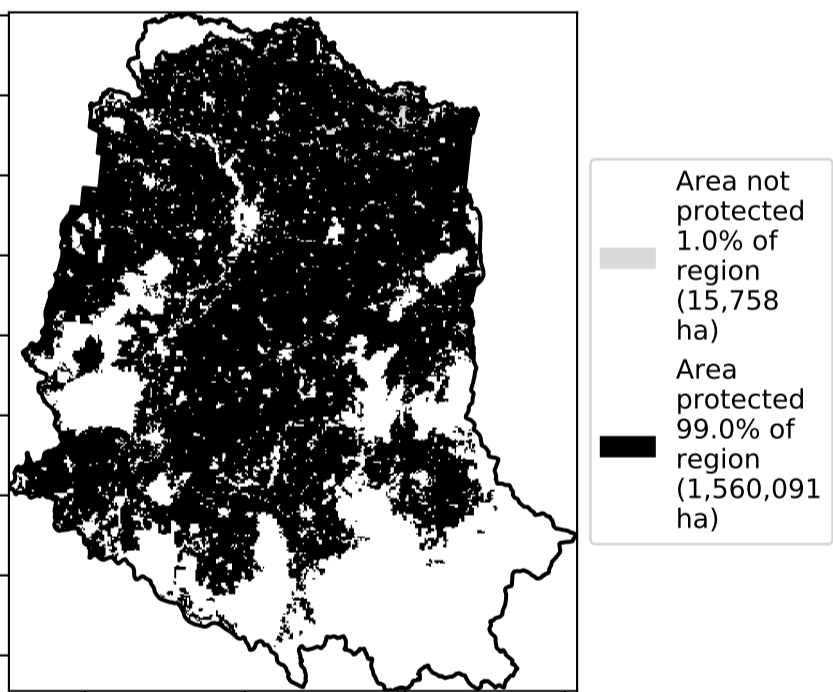 Area not
protected
1.0% of
region
(15,758
ha)
Area
protected
99.0% of
region
(1,560,091
ha)